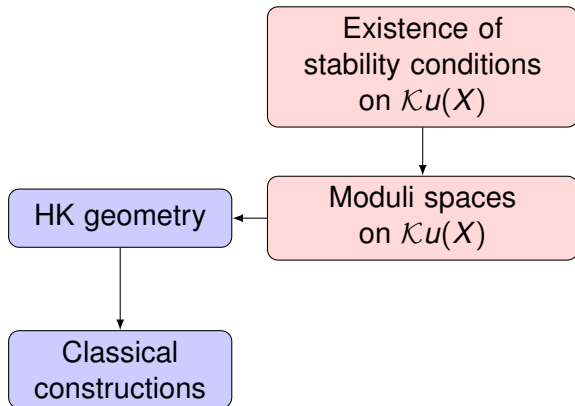 Existence of
stability conditions
on 𝒦u(X)
HK geometry
Moduli spaces
on 𝒦u(X)
Classical
constructions